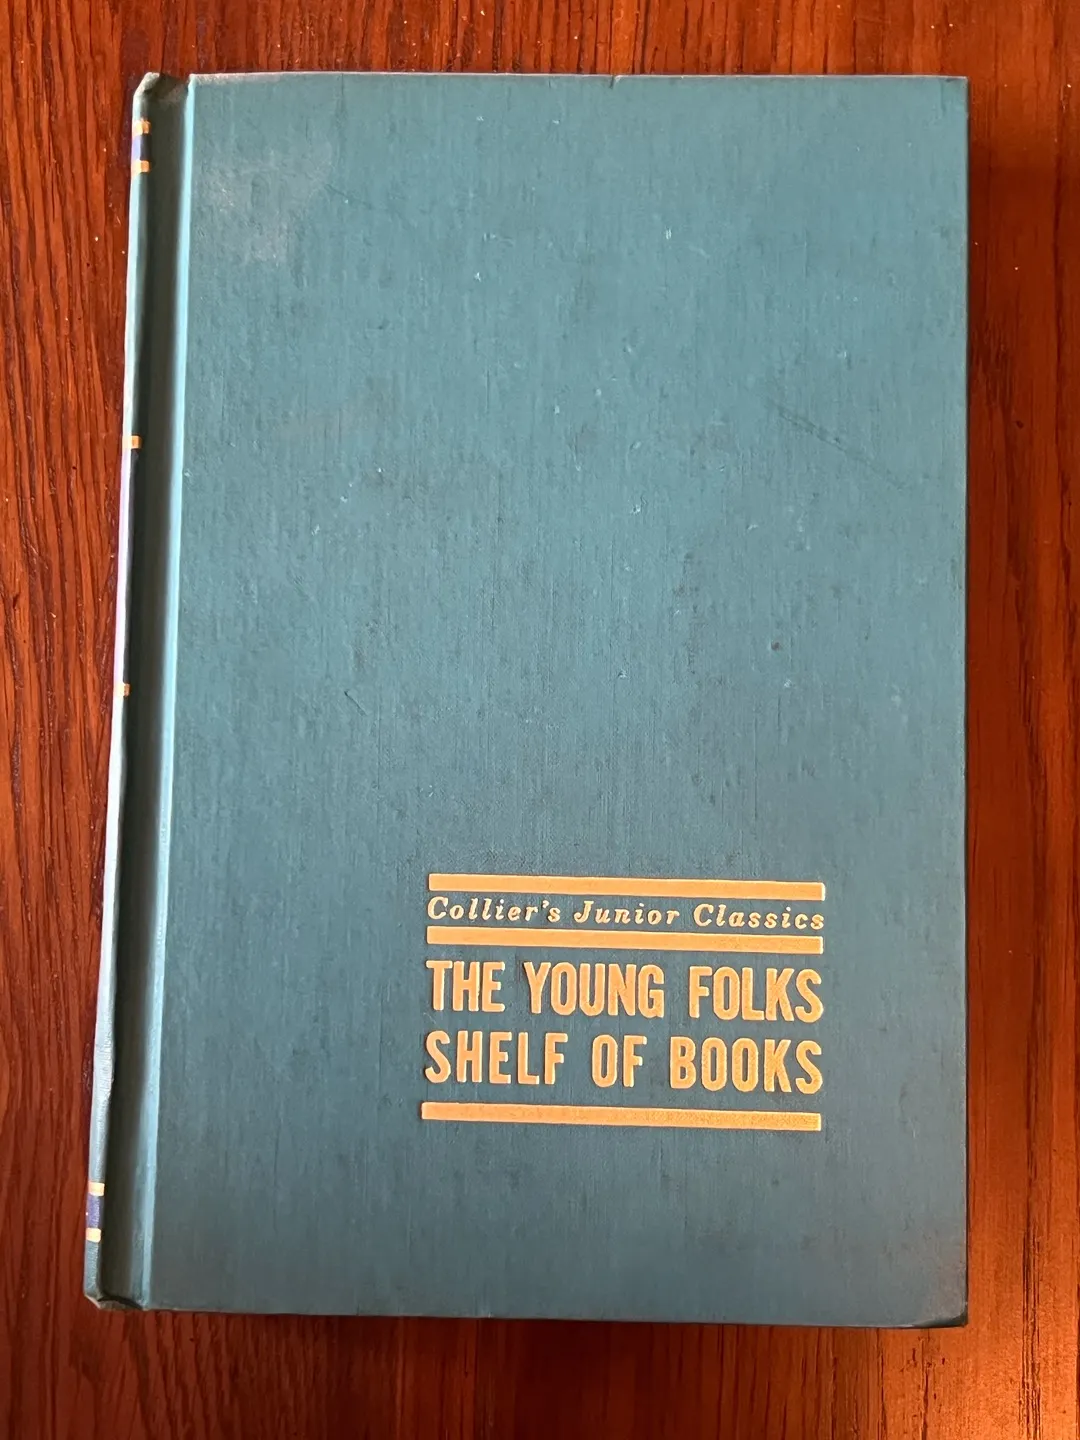 Collier's Junior Classics
THE YOUNG FOLKS
SHELF OF BOOKS